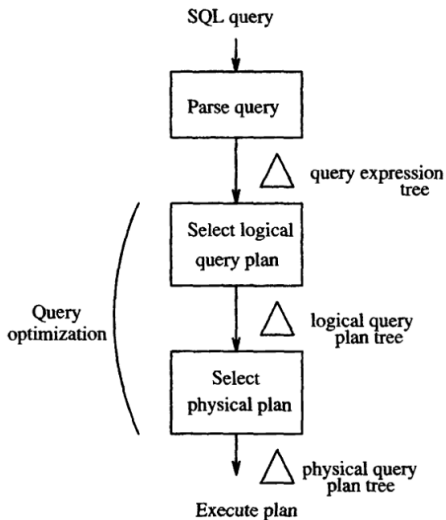 SQL query
Parse query
query expression
tree
Select logical
query plan
Query
optimization
logical query
plan tree
Select
physical plan
physical query
plan tree
Execute plan